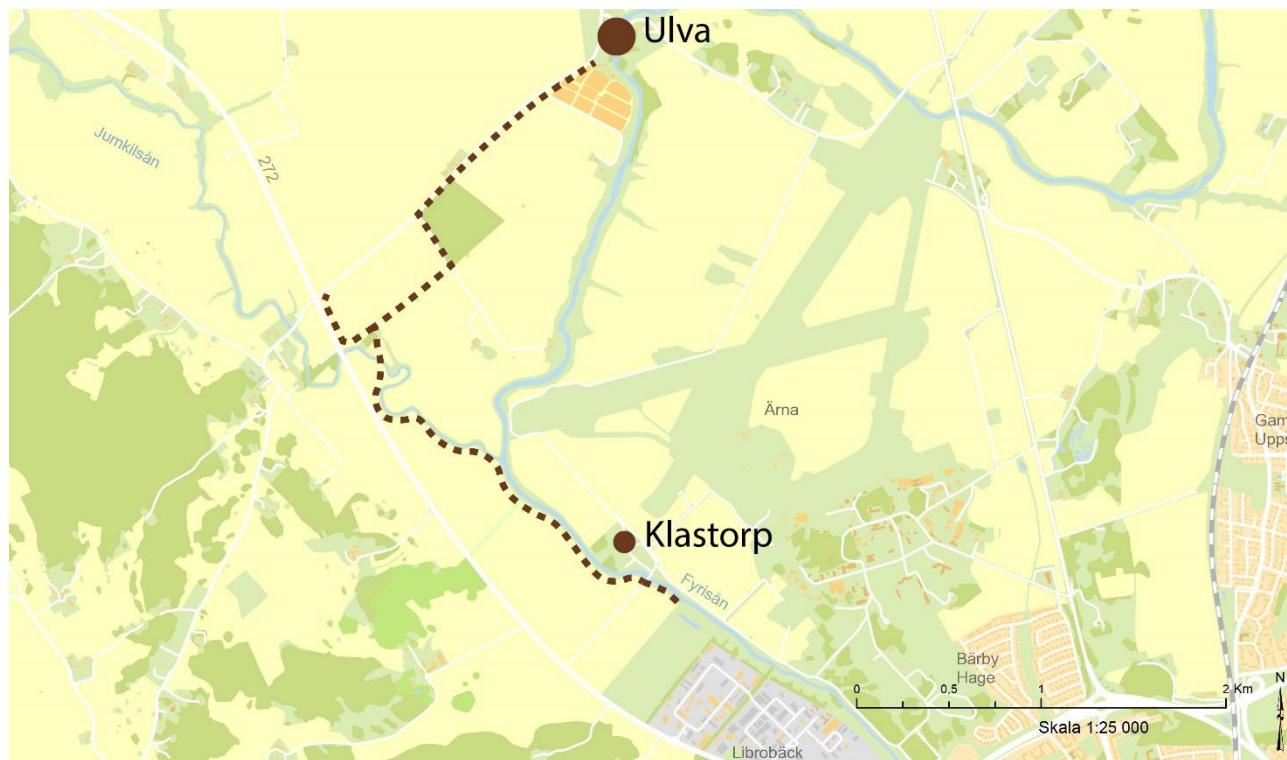 Ulva
Jumkilsån
272
Ärna
Gam
Upps
Klastorp
Fyrisån
Bärby
Hage
N
0 0,5 1 2 Km
Skala 1:25 000
Librobäck